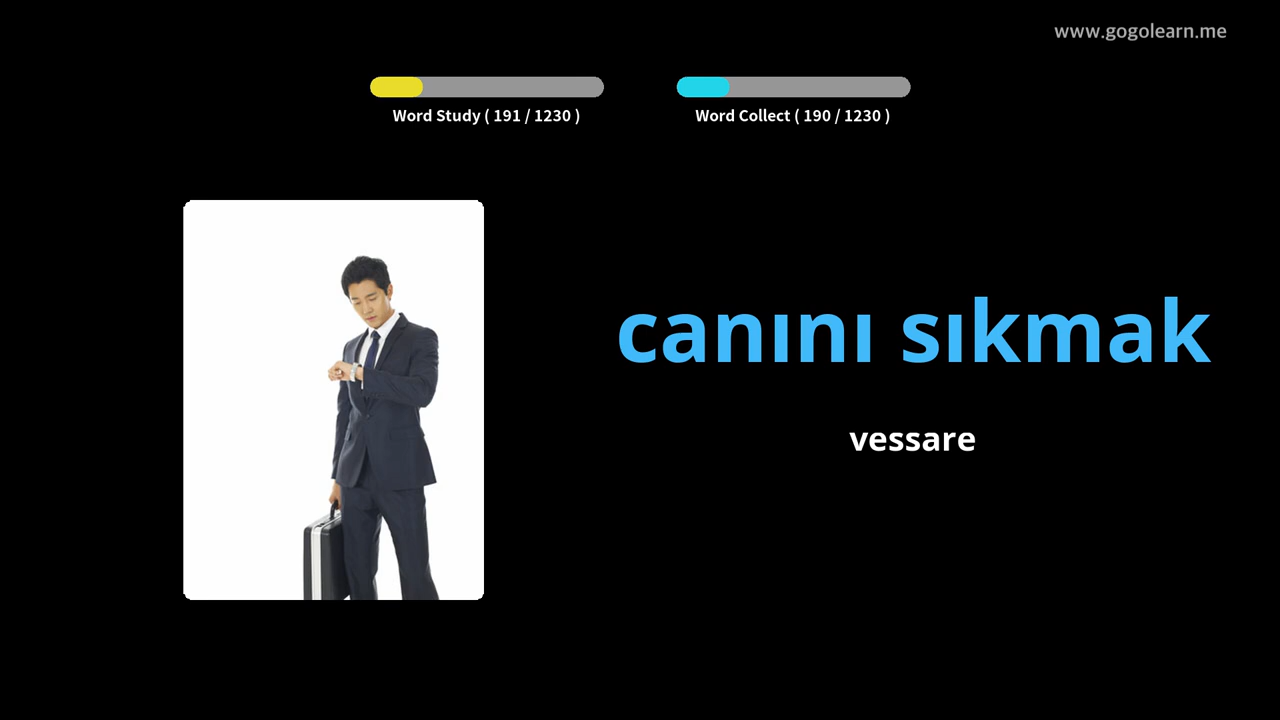 www.gogolearn.me
Word Study ( 191 / 1230 )
Word Collect ( 190 / 1230 )
canını sıkmak
vessare